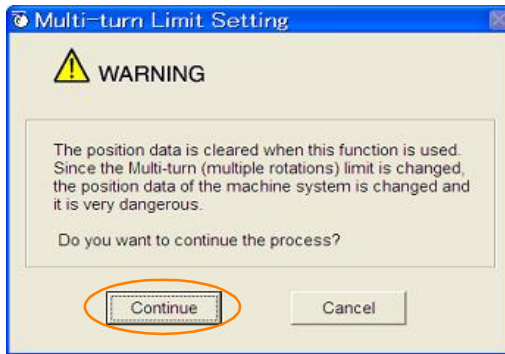 Multi-turn Limit Setting
WARNING
The position data is cleared when this function is used.
Since the Multi-turn (multiple rotations) limit is changed,
the position data of the machine system is changed and
it is very dangerous.
Do you want to continue the process?
Continue
Cancel